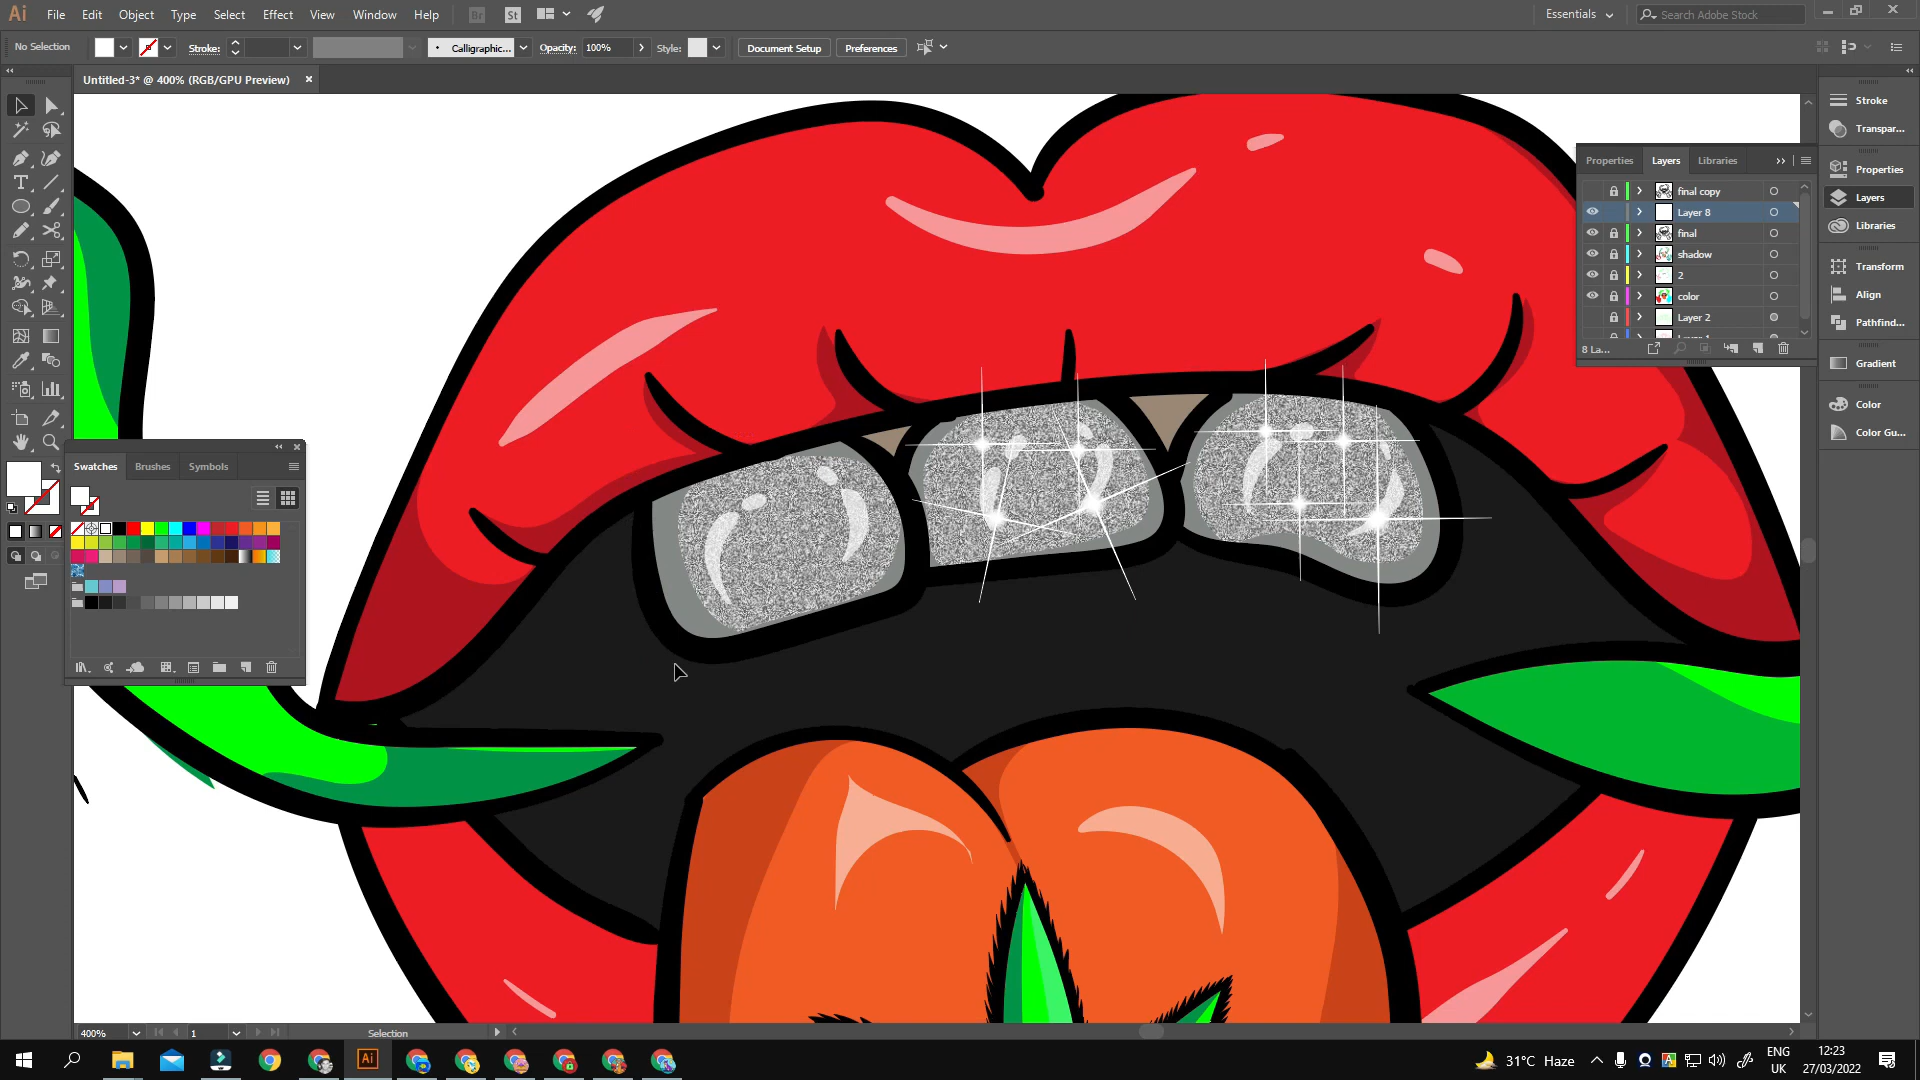 Ai File Edit Object Type Select Effect View Window Help Br St Essentials Search Adobe Stock
No Selection Stroke: Calligraphic... Opacity: 100% Style: Document Setup Preferences
Untitled-3* @ 400% (RGB/GPU Preview)
Stroke
Transpar...
Properties
Layers
Libraries
Transform
Align
Pathfind...
Gradient
Color
Color Gu...
Properties Layers Libraries
final copy
Layer 8
final
shadow
2
color
Layer 2
8 La...
Swatches Brushes Symbols
400% 1 Selection
Ai 31°C Haze ENG 12:23
UK 27/03/2022